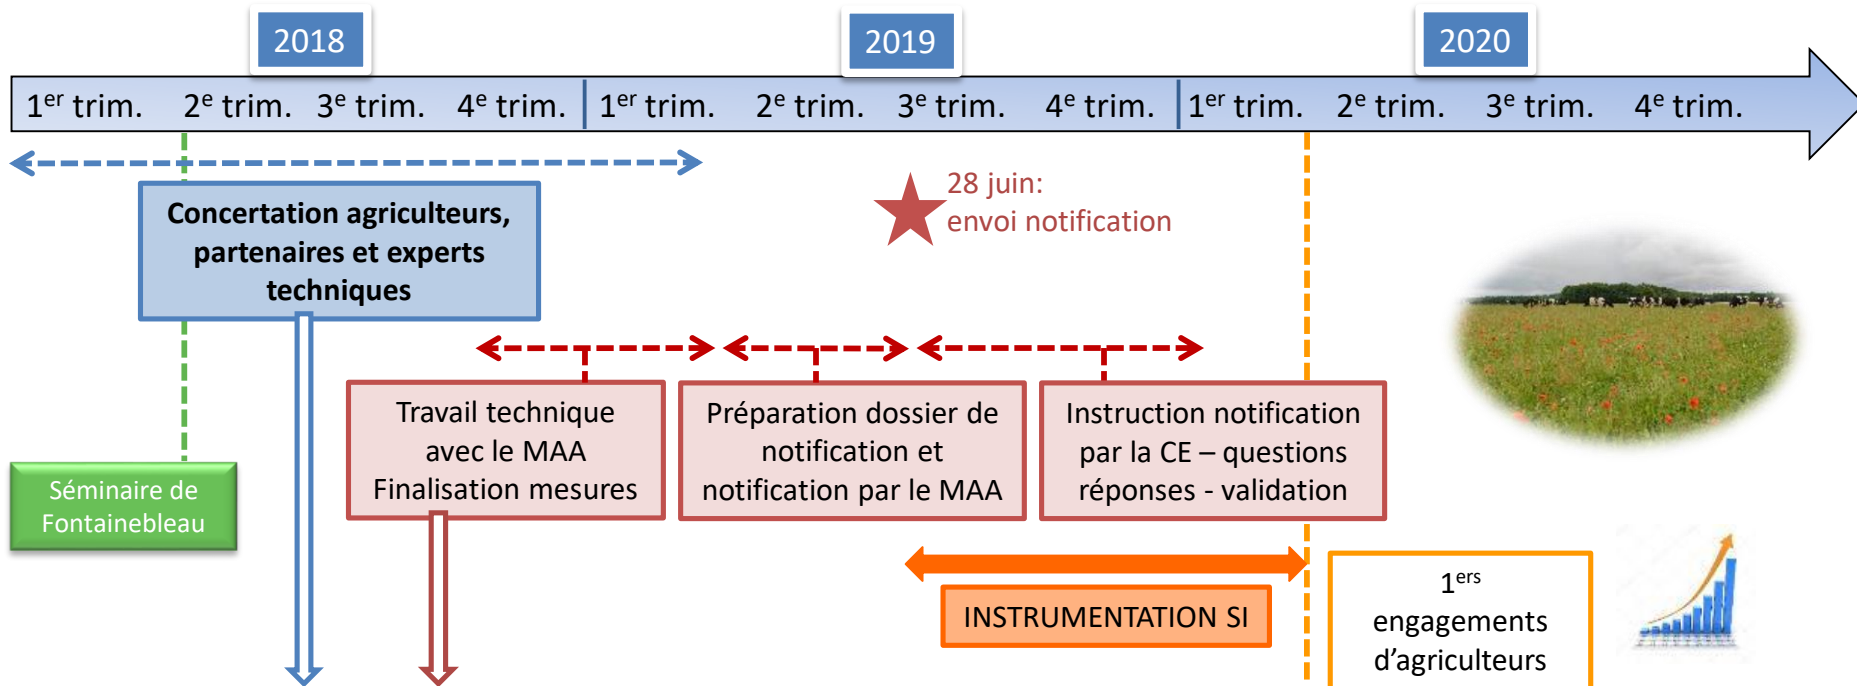 2018
2019
2020
1er trim. 2e trim. 3e trim. 4e trim. 1er trim. 2e trim. 3e trim. 4e trim. 1er trim. 2e trim. 3e trim. 4e trim.
28 juin:
envoi notification
Concertation agriculteurs,
partenaires et experts
techniques
Travail technique
avec le MAA
Finalisation mesures
Préparation dossier de
notification et
notification par le MAA
Instruction notification
par la CE – questions
réponses - validation
Séminaire de
Fontainebleau
INSTRUMENTATION SI
1ers
engagements
d’agriculteurs